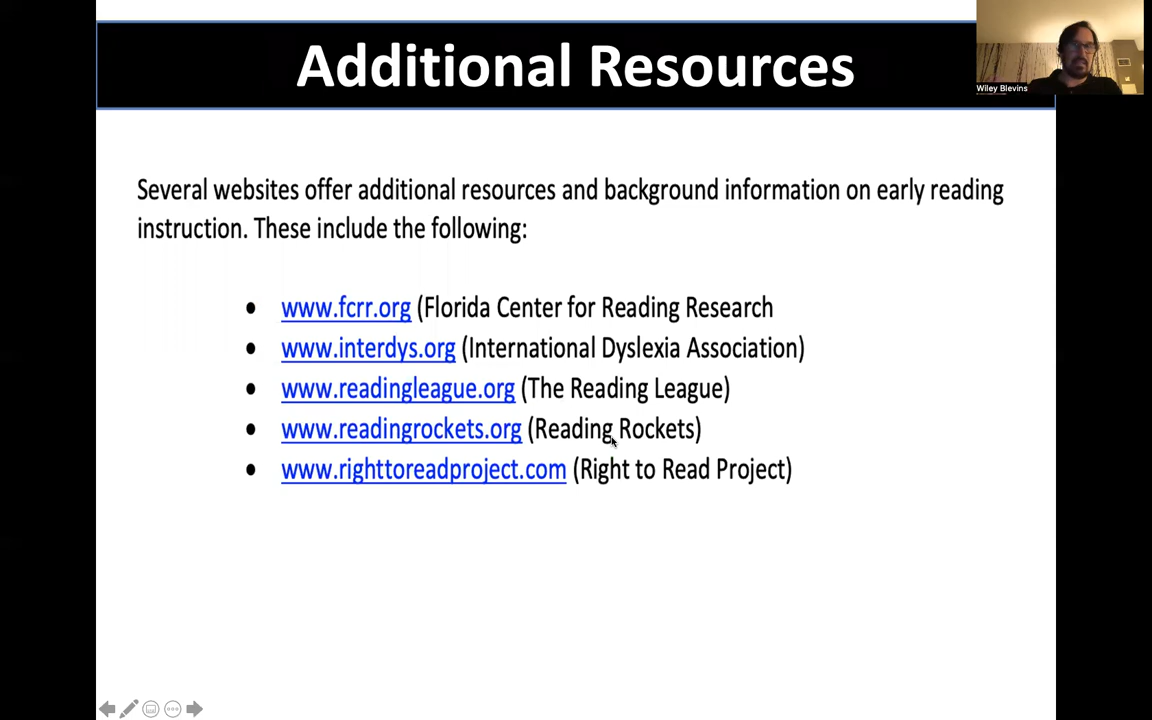 Additional Resources
Wiley Blevins
Several websites offer additional resources and background information on early reading
instruction. These include the following:
• www.fcrr.org (Florida Center for Reading Research
• www.interdys.org (International Dyslexia Association)
• www.readingleague.org (The Reading League)
• www.readingrockets.org (Reading Rockets)
• www.righttoreadproject.com (Right to Read Project)